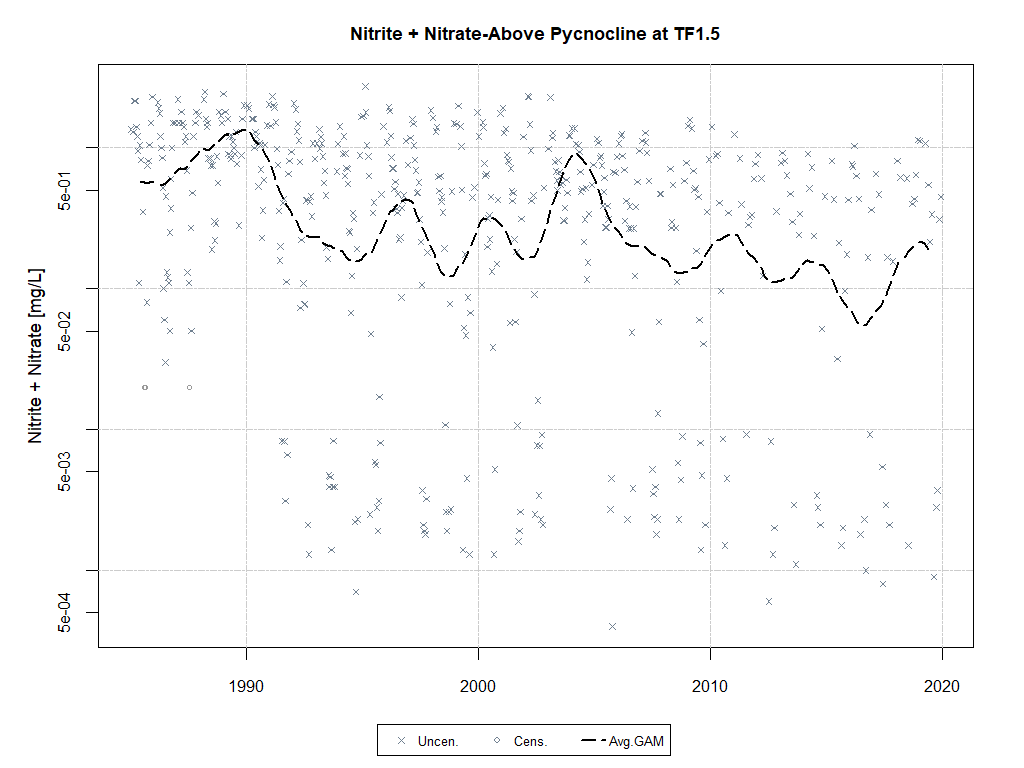 Nitrite + Nitrate-Above Pycnocline at TF1.5
Nitrite + Nitrate [mg/L]
5e-01
5e-02
5e-03
5e-04
1990 2000 2010 2020
Uncen. Cens. Avg.GAM